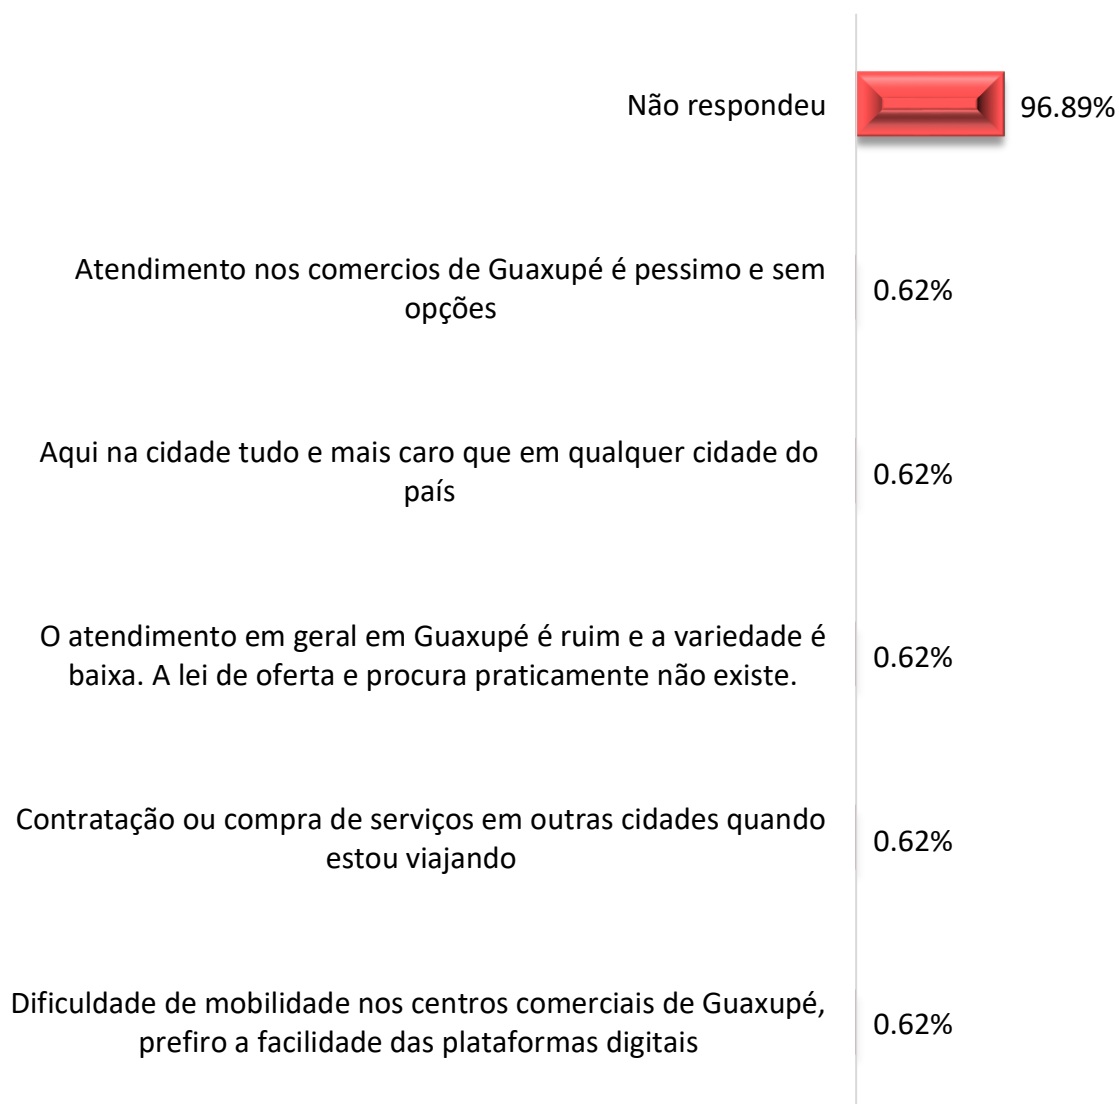 Não respondeu
96.89%
Atendimento nos comercios de Guaxupé é pessimo e sem
opções
0.62%
Aqui na cidade tudo e mais caro que em qualquer cidade do
país
0.62%
O atendimento em geral em Guaxupé é ruim e a variedade é
baixa. A lei de oferta e procura praticamente não existe.
0.62%
Contratação ou compra de serviços em outras cidades quando
estou viajando
0.62%
Dificuldade de mobilidade nos centros comerciais de Guaxupé,
prefiro a facilidade das plataformas digitais
0.62%